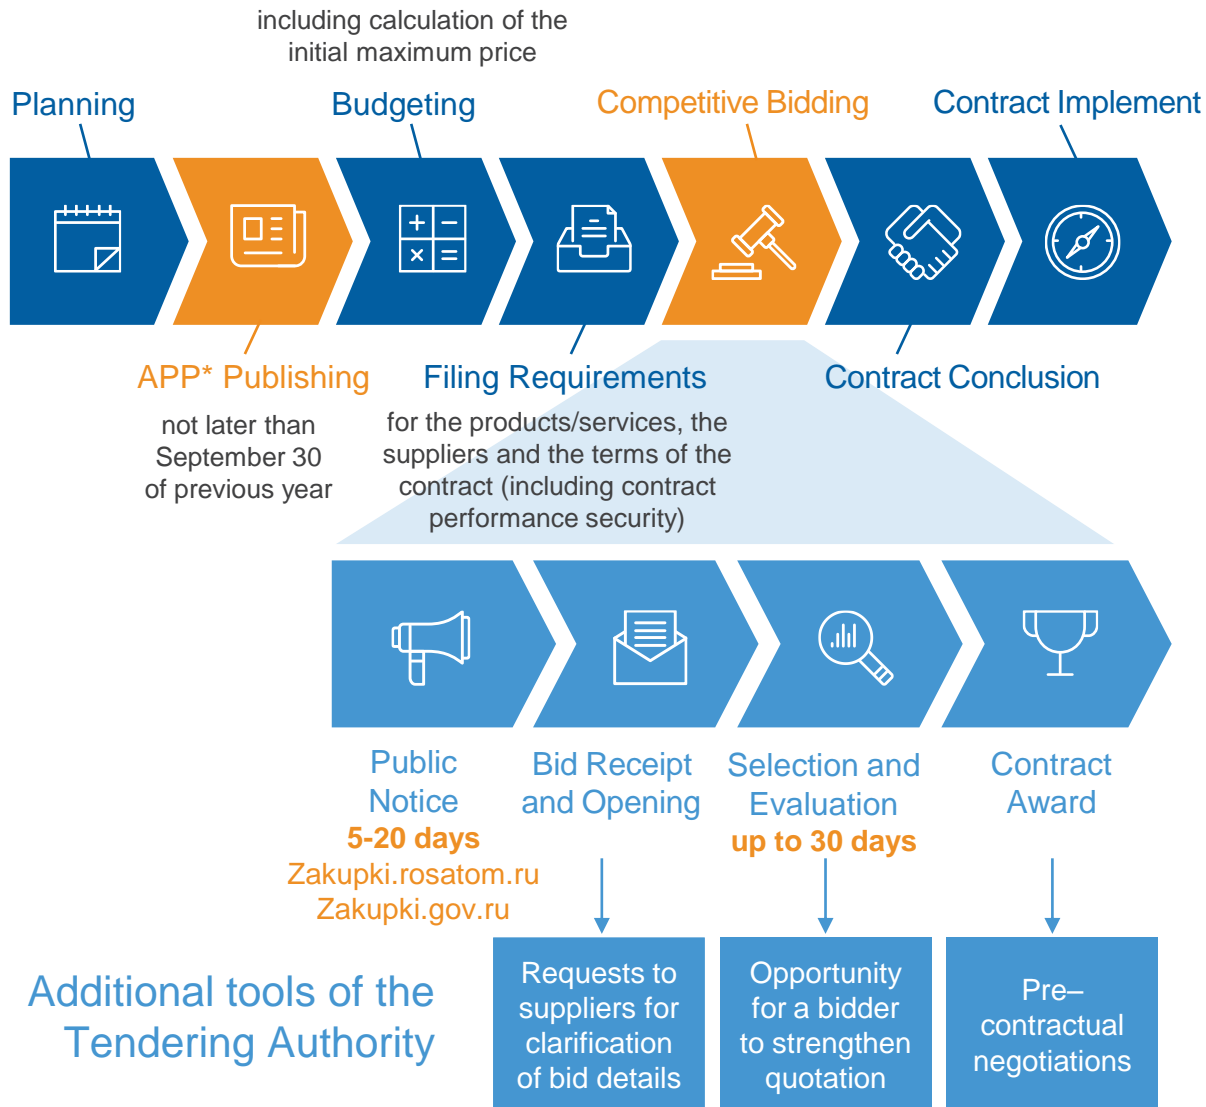 including calculation of the
initial maximum price
Planning
Budgeting
Competitive Bidding
Contract Implement
APP* Publishing
not later than
September 30
of previous year
Filing Requirements
for the products/services, the
suppliers and the terms of the
contract (including contract
performance security)
Contract Conclusion
Public
Notice
5-20 days
Zakupki.rosatom.ru
Zakupki.gov.ru
Bid Receipt
and Opening
Selection and
Evaluation
up to 30 days
Contract
Award
Additional tools of the
Tendering Authority
Requests to
suppliers for
clarification
of bid details
Opportunity
for a bidder
to strengthen
quotation
Pre–
contractual
negotiations